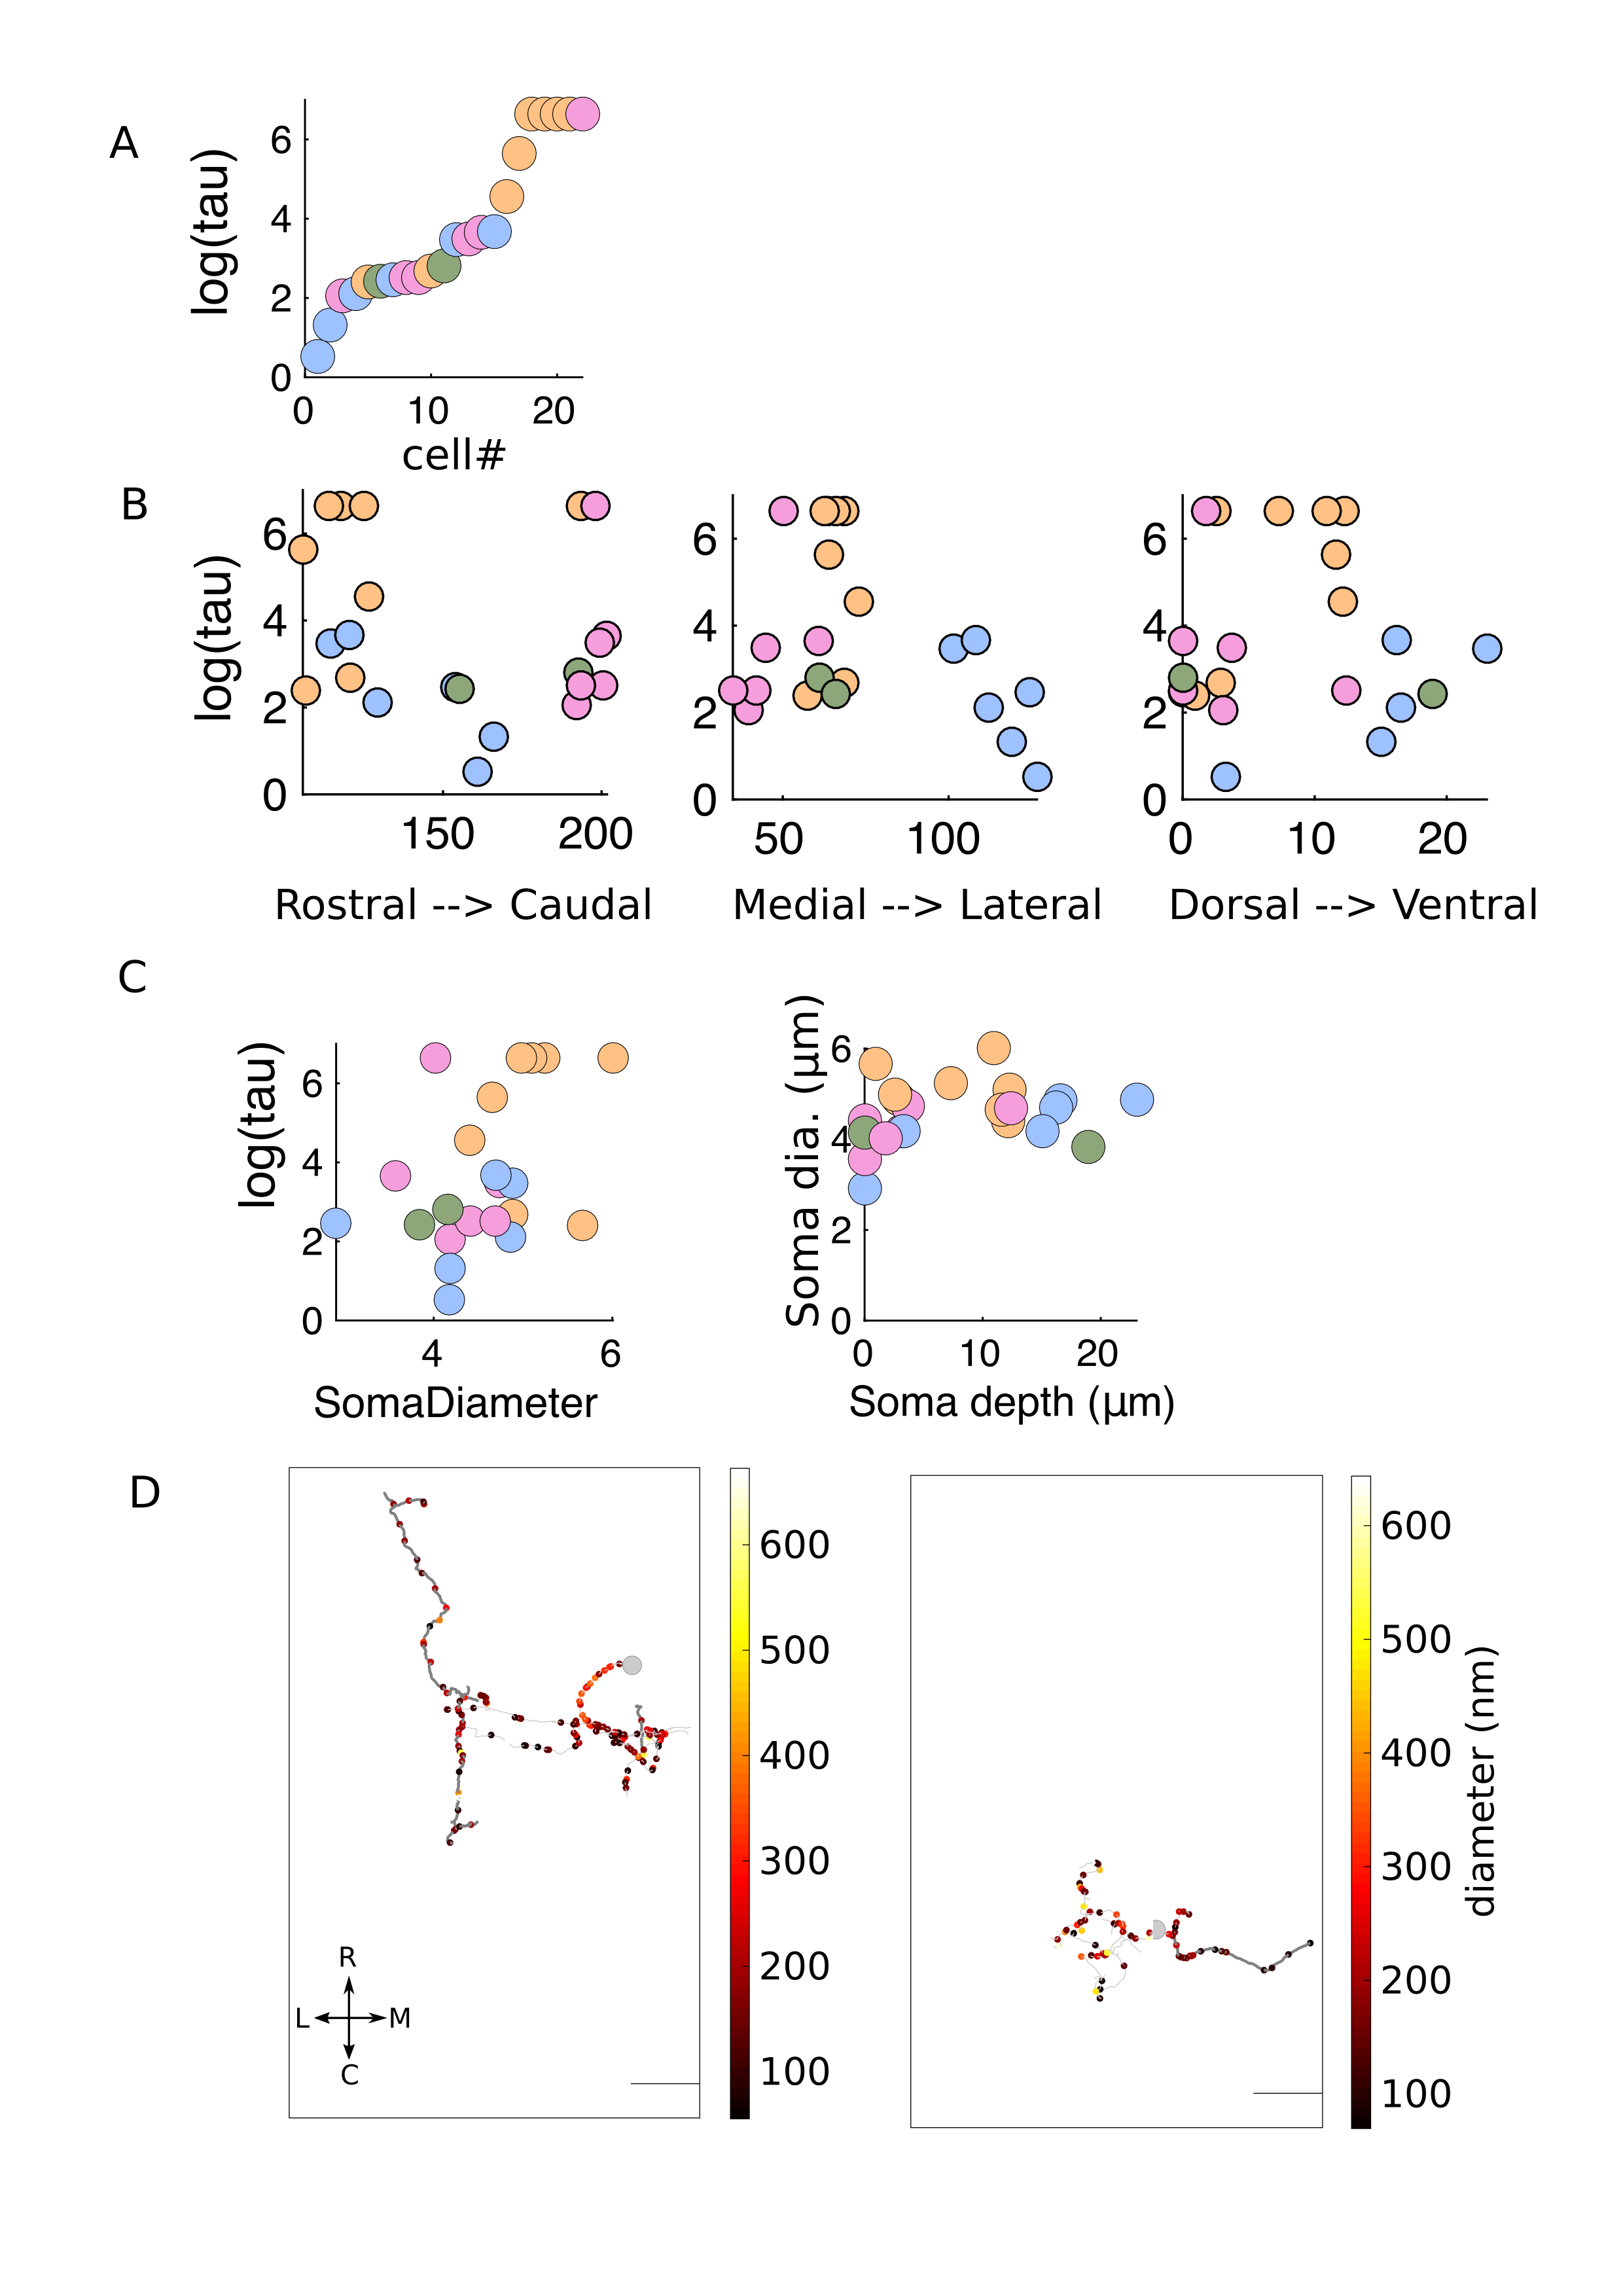 A
log(tau)
6
4
2
0
0 10 20
cell#
B
log(tau)
6
4
2
0
150 200
Rostral --> Caudal
6
4
2
0
50 100
Medial --> Lateral
6
4
2
0
0 10 20
Dorsal --> Ventral
C
log(tau)
6
4
2
0
4 6
SomaDiameter
Soma dia. (µm)
6
4
2
0
0 10 20
Soma depth (µm)
D
R
L M
C
600
500
400
300
200
100
600
500
400
300
200
100
diameter (nm)